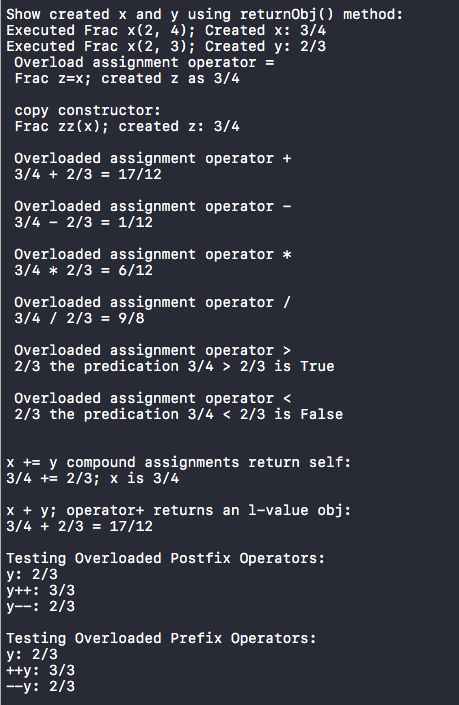 Show created x and y using returnObj() method:
Executed Frac x(2, 4); Created x: 3/4
Executed Frac x(2, 3); Created y: 2/3
Overload assignment operator =
Frac z=x; created z as 3/4
copy constructor:
Frac zz(x); created z: 3/4
Overloaded assignment operator +
3/4 + 2/3 = 17/12
Overloaded assignment operator −
3/4 − 2/3 = 1/12
Overloaded assignment operator *
3/4 * 2/3 = 6/12
Overloaded assignment operator /
3/4 / 2/3 = 9/8
Overloaded assignment operator >
2/3 the predication 3/4 > 2/3 is True
Overloaded assignment operator <
2/3 the predication 3/4 < 2/3 is False
x += y compound assignments return self:
3/4 += 2/3; x is 3/4
x + y; operator+ returns an l-value obj:
3/4 + 2/3 = 17/12
Testing Overloaded Postfix Operators:
y: 2/3
y++: 3/3
y--: 2/3
Testing Overloaded Prefix Operators:
y: 2/3
++y: 3/3
--y: 2/3